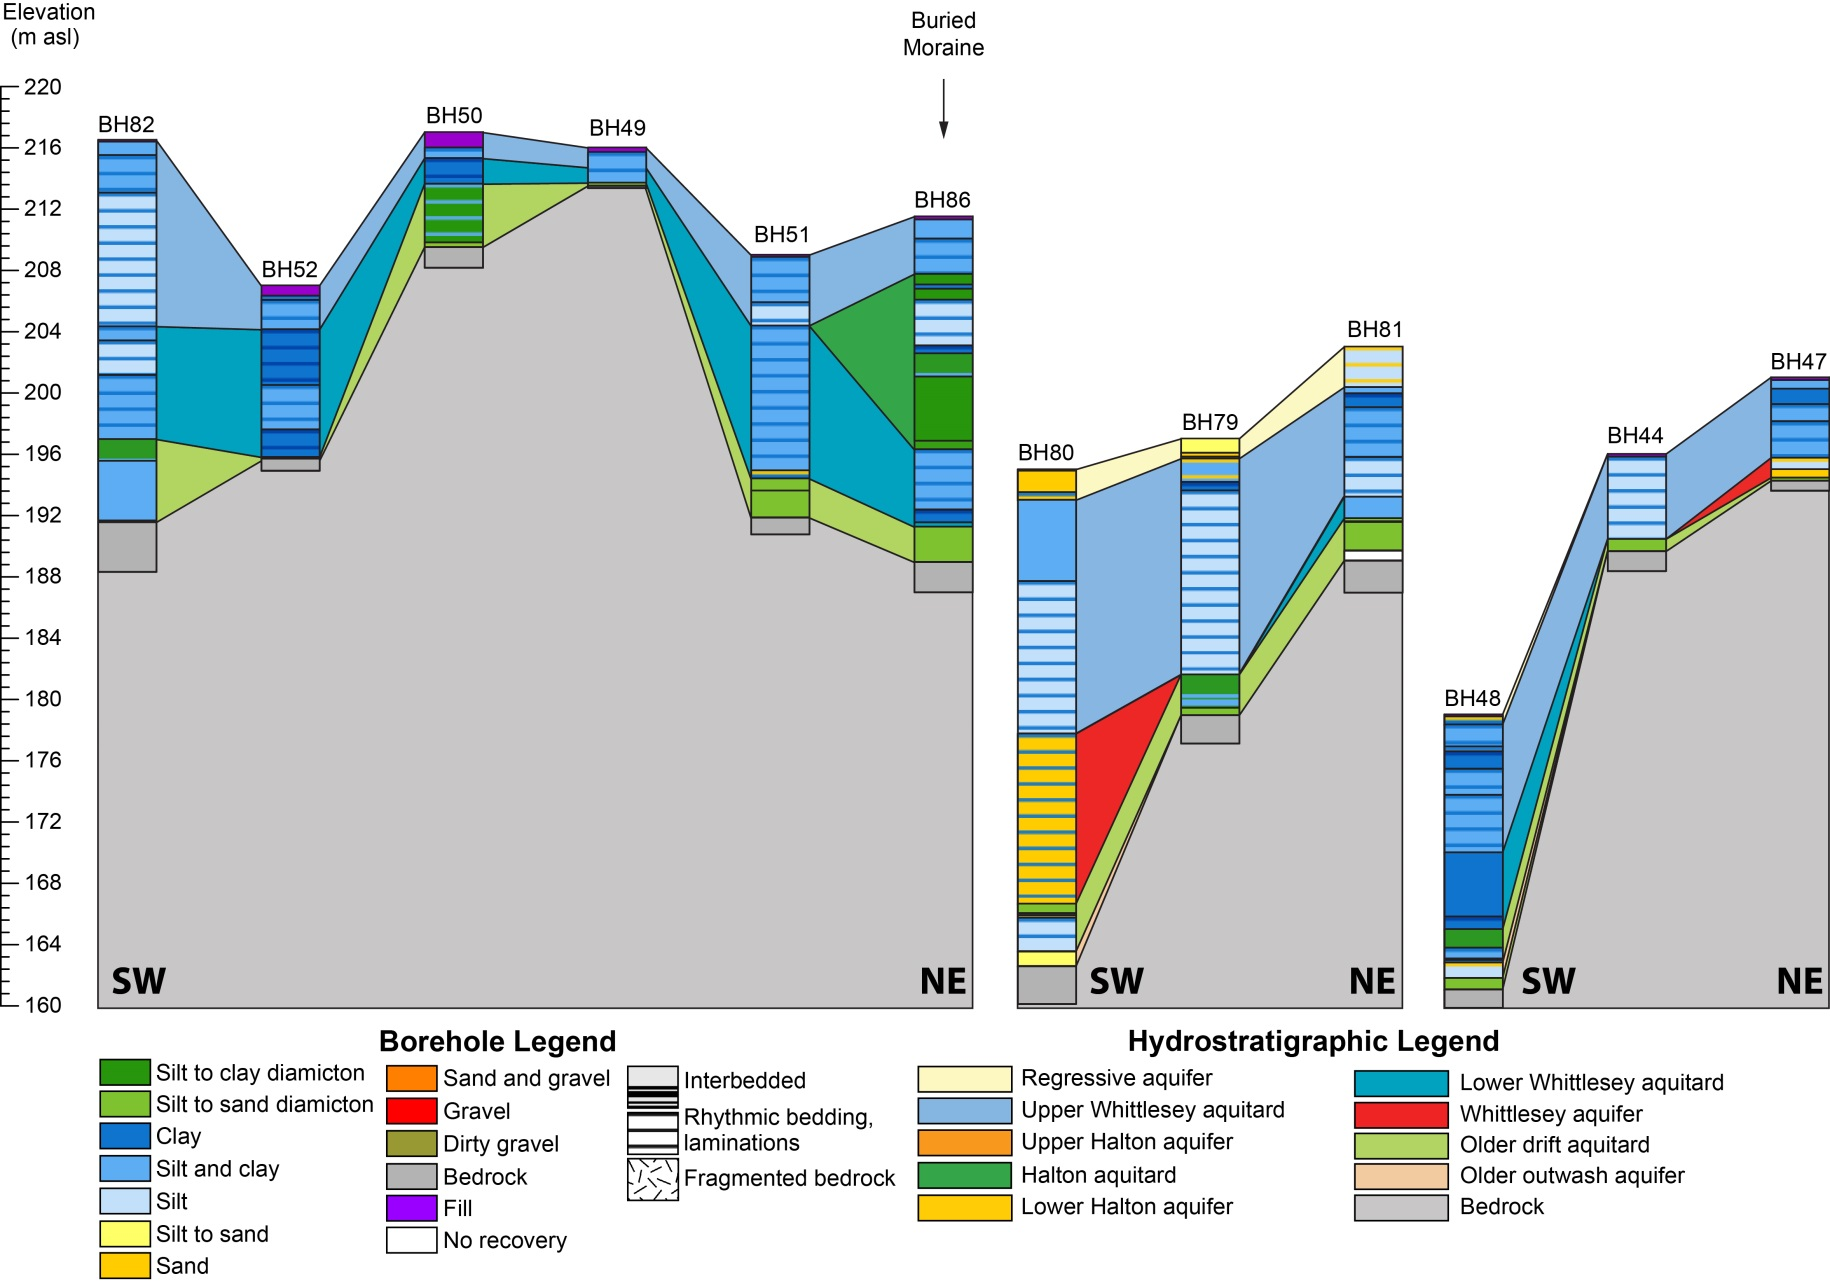 Elevation
(m asl)
Buried
Moraine
220
216
212
208
204
200
196
192
188
184
180
176
172
168
164
160
BH82
BH52
BH50
BH49
BH51
BH86
BH80
BH79
BH81
BH48
BH44
BH47
SW
NE
SW
NE
SW
NE
Borehole Legend
Silt to clay diamicton
Silt to sand diamicton
Clay
Silt and clay
Silt
Silt to sand
Sand
Sand and gravel
Gravel
Dirty gravel
Bedrock
Fill
No recovery
Interbedded
Rhythmic bedding,
laminations
Fragmented bedrock
Hydrostratigraphic Legend
Regressive aquifer
Upper Whittlesey aquitard
Upper Halton aquifer
Halton aquitard
Lower Halton aquifer
Lower Whittlesey aquitard
Whittlesey aquifer
Older drift aquitard
Older outwash aquifer
Bedrock